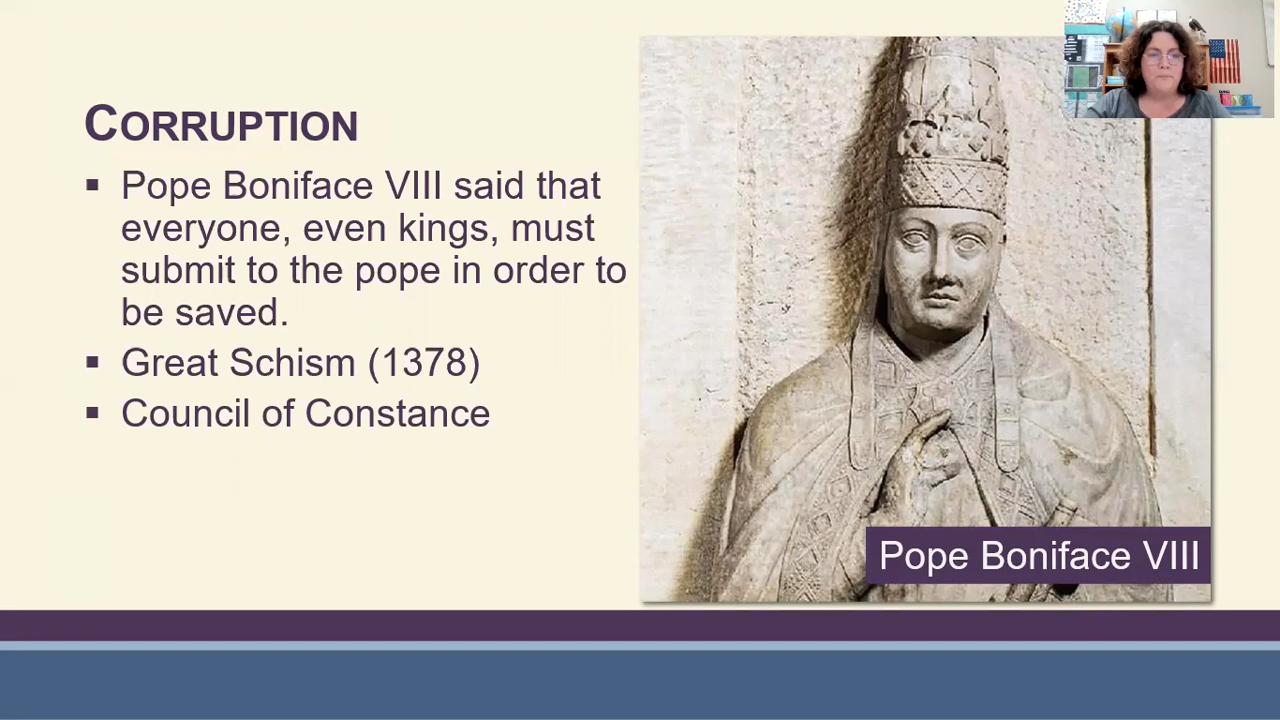 CORRUPTION
▪ Pope Boniface VIII said that
everyone, even kings, must
submit to the pope in order to
be saved.
▪ Great Schism (1378)
▪ Council of Constance
Pope Boniface VIII